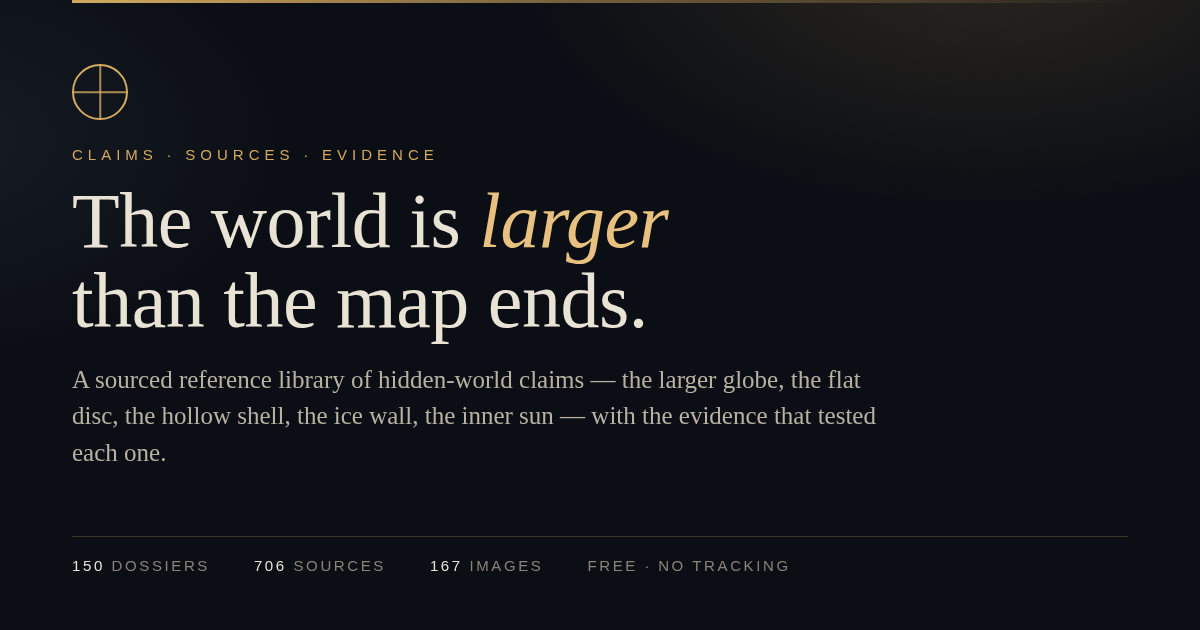 CLAIMS · SOURCES · EVIDENCE
The world is larger
than the map ends.
A sourced reference library of hidden-world claims — the larger globe, the flat
disc, the hollow shell, the ice wall, the inner sun — with the evidence that tested
each one.
150 DOSSIERS 706 SOURCES 167 IMAGES FREE · NO TRACKING